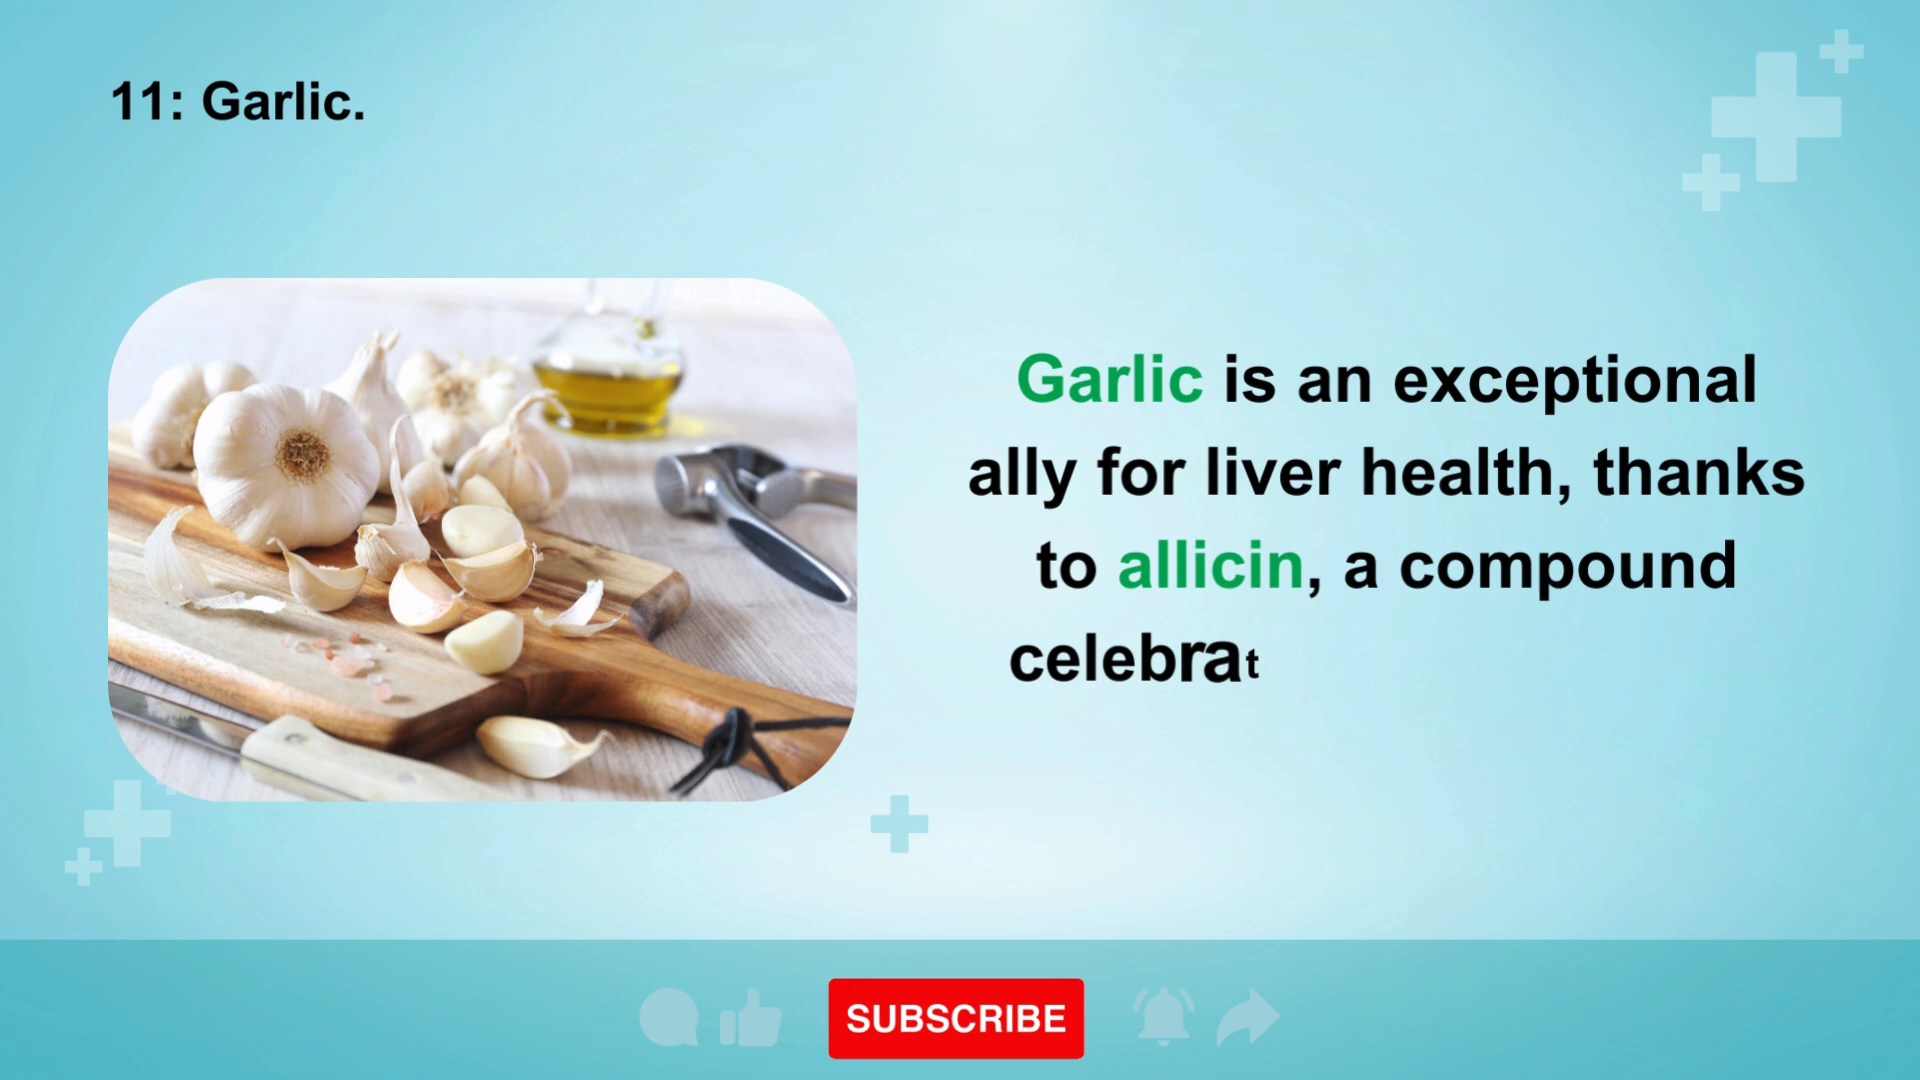 11: Garlic.
Garlic is an exceptional
ally for liver health, thanks
to allicin, a compound
celebrat
SUBSCRIBE